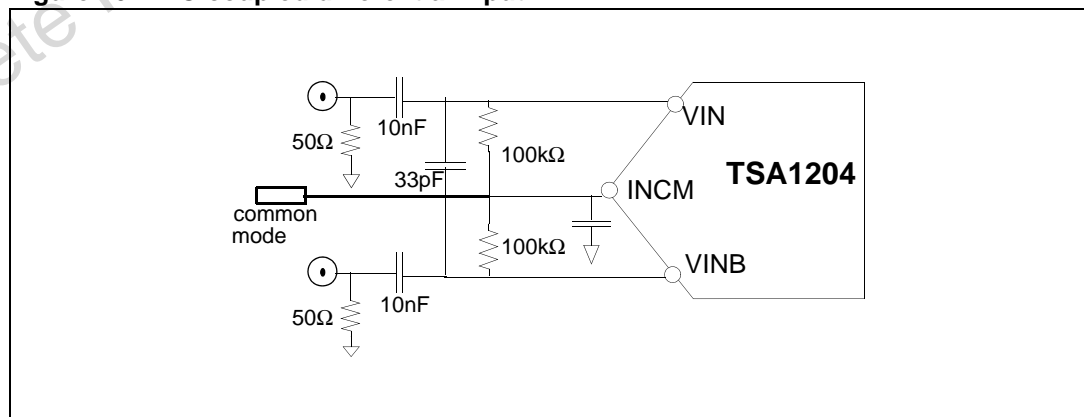 10nF
50Ω
100kΩ
33pF
common
mode
100kΩ
10nF
50Ω
VIN
INCM
VINB
TSA1204